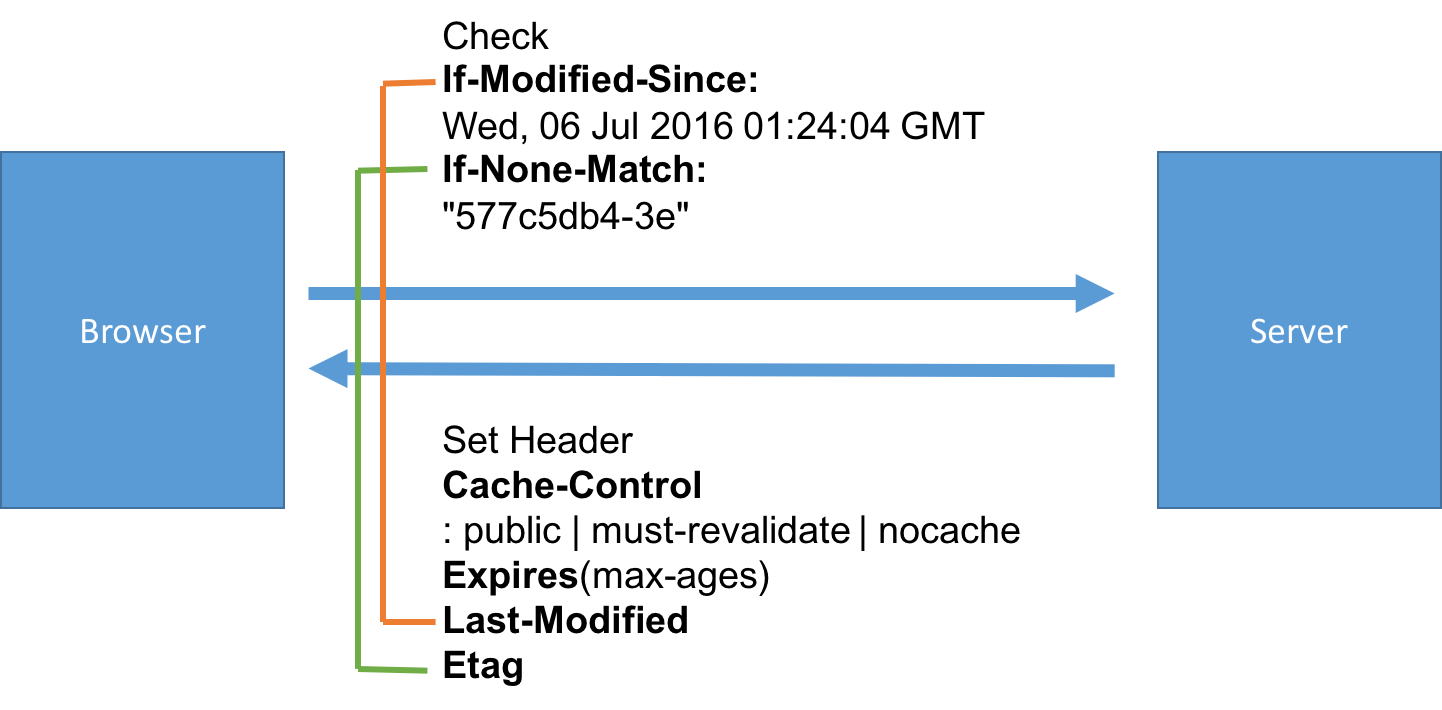 Check
If-Modified-Since:
Wed, 06 Jul 2016 01:24:04 GMT
If-None-Match:
"577c5db4-3e"
Browser
Server
Set Header
Cache-Control
: public | must-revalidate | nocache
Expires(max-ages)
Last-Modified
Etag